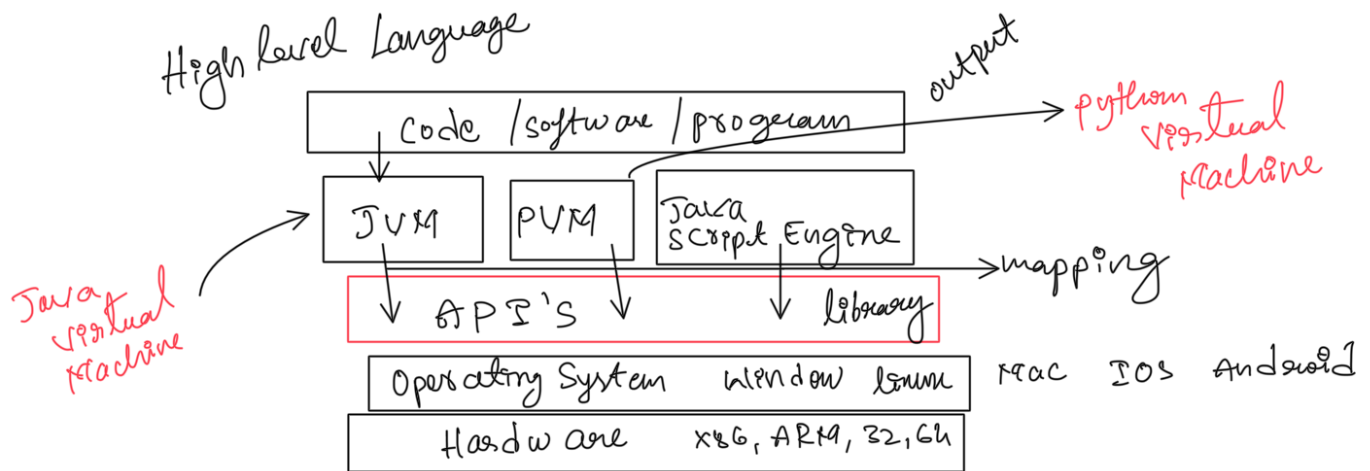 High level Language
output
code / software / program
python
virtual
Machine
JVM
PVM
Java
Script Engine
mapping
Java
virtual
Machine
API'S library
Operating System Window linux Mac IOS Android
Hardware X86, ARM, 32, 64